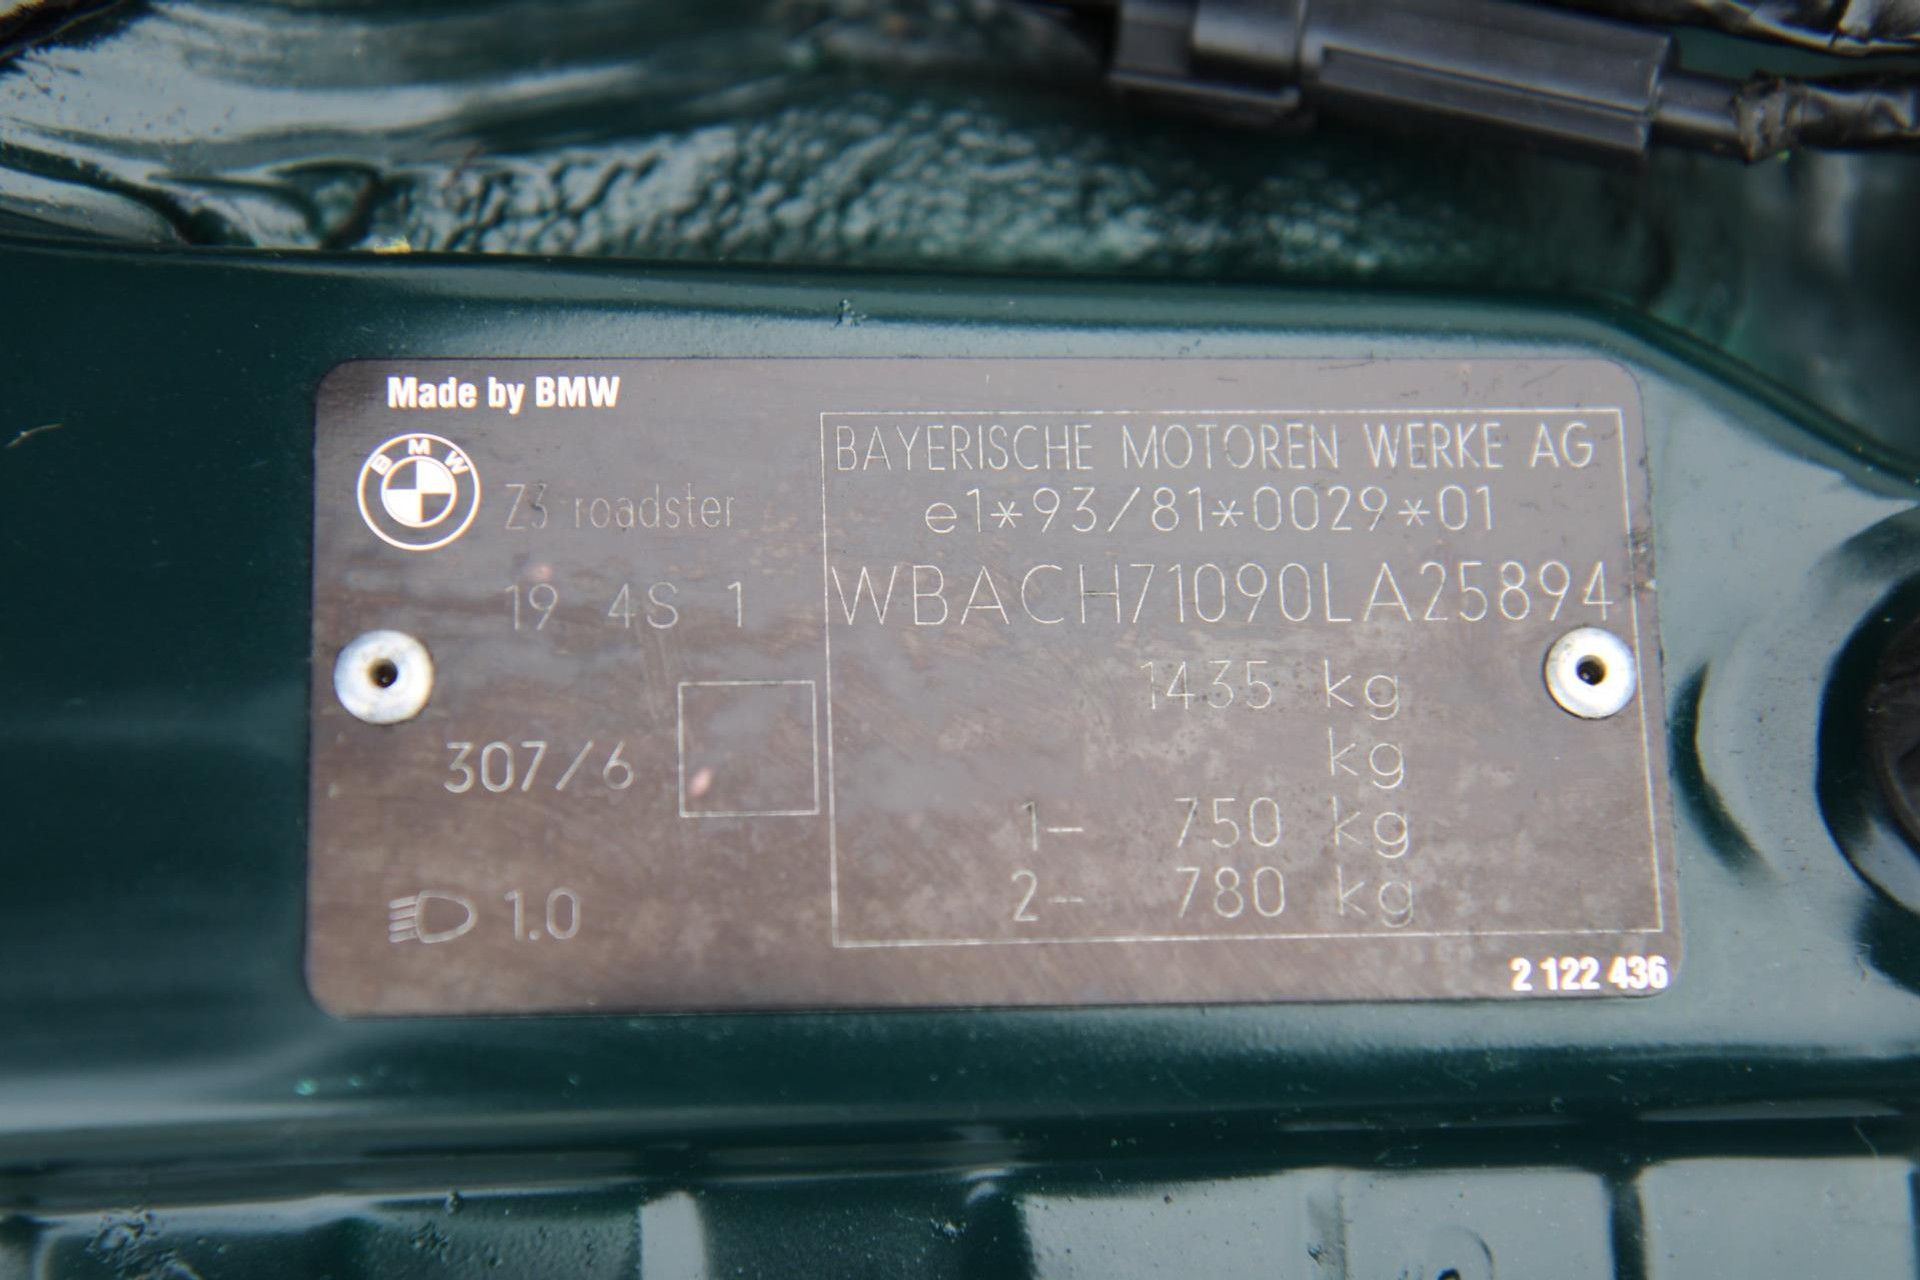 Made by BMW
BMW
Z3 roadster
19 4S 1
307/6
1.0
BAYERISCHE MOTOREN WERKE AG
e1*93/81*0029*01
WBACH71090LA25894
1435 kg
kg
1- 750 kg
2- 780 kg
2 122 436